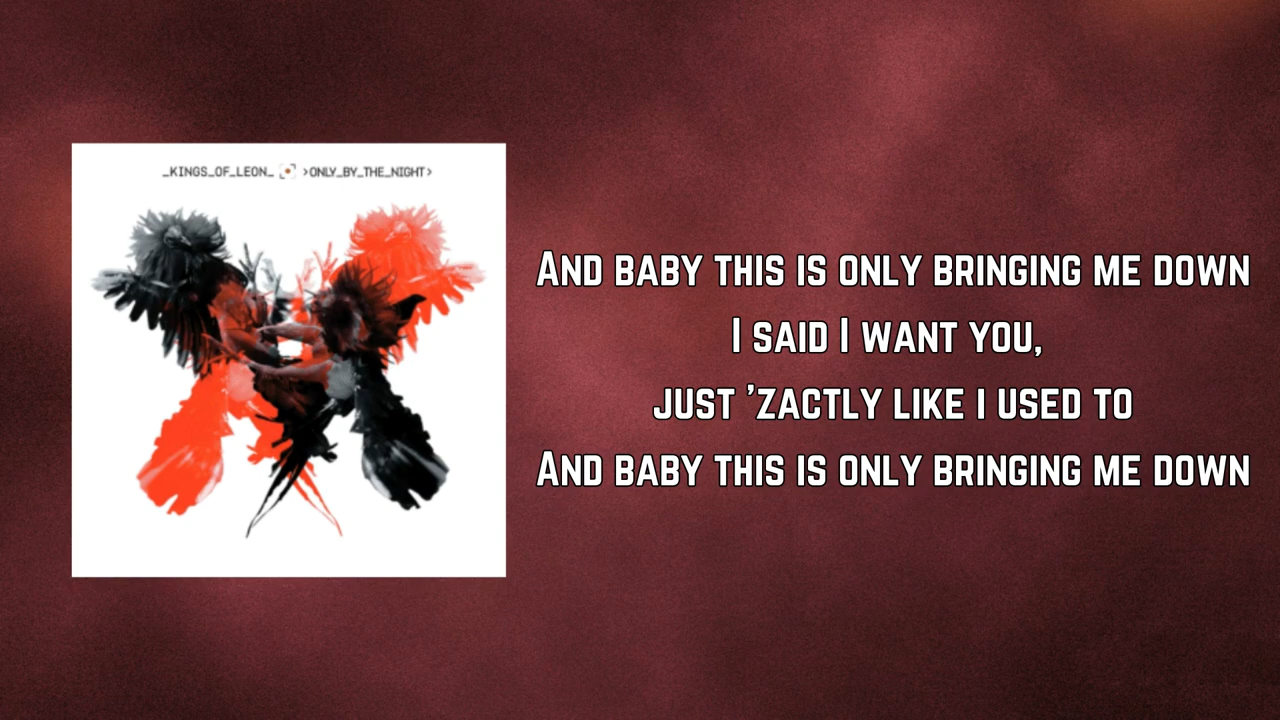 _KINGS_OF_LEON_ >ONLY_BY_THE_NIGHT>
And baby this is only bringing me down
I said I want you,
just 'zactly like I used to
And baby this is only bringing me down